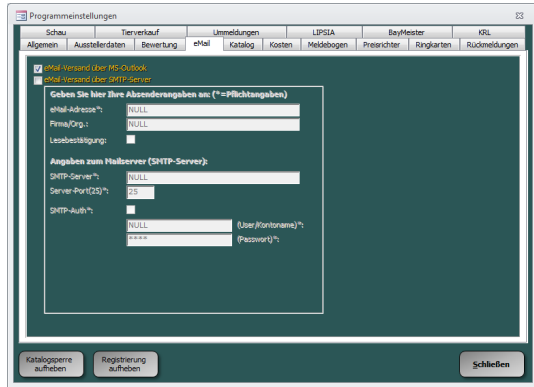 Programmeinstellungen
Schau Tierverkauf Ummeldungen LIPSIA BayMeister KRL
Allgemein Ausstellerdaten Bewertung eMail Katalog Kosten Meldebogen Preisrichter Ringkarten Rückmeldungen
eMail-Versand über MS-Outlook
eMail-Versand über SMTP-Server
Geben Sie hier Ihre Absenderangaben an: (*=Pflichtangaben)
eMail-Adresse*: NULL
Firma/Org.: NULL
Lesebestätigung:
Angaben zum Mailserver (SMTP-Server):
SMTP-Server*: NULL
Server-Port(25)*: 25
SMTP-Auth*:
NULL (User/Kontoname)*:
**** (Passwort)*:
Katalogsperre aufheben Registrierung aufheben Schließen